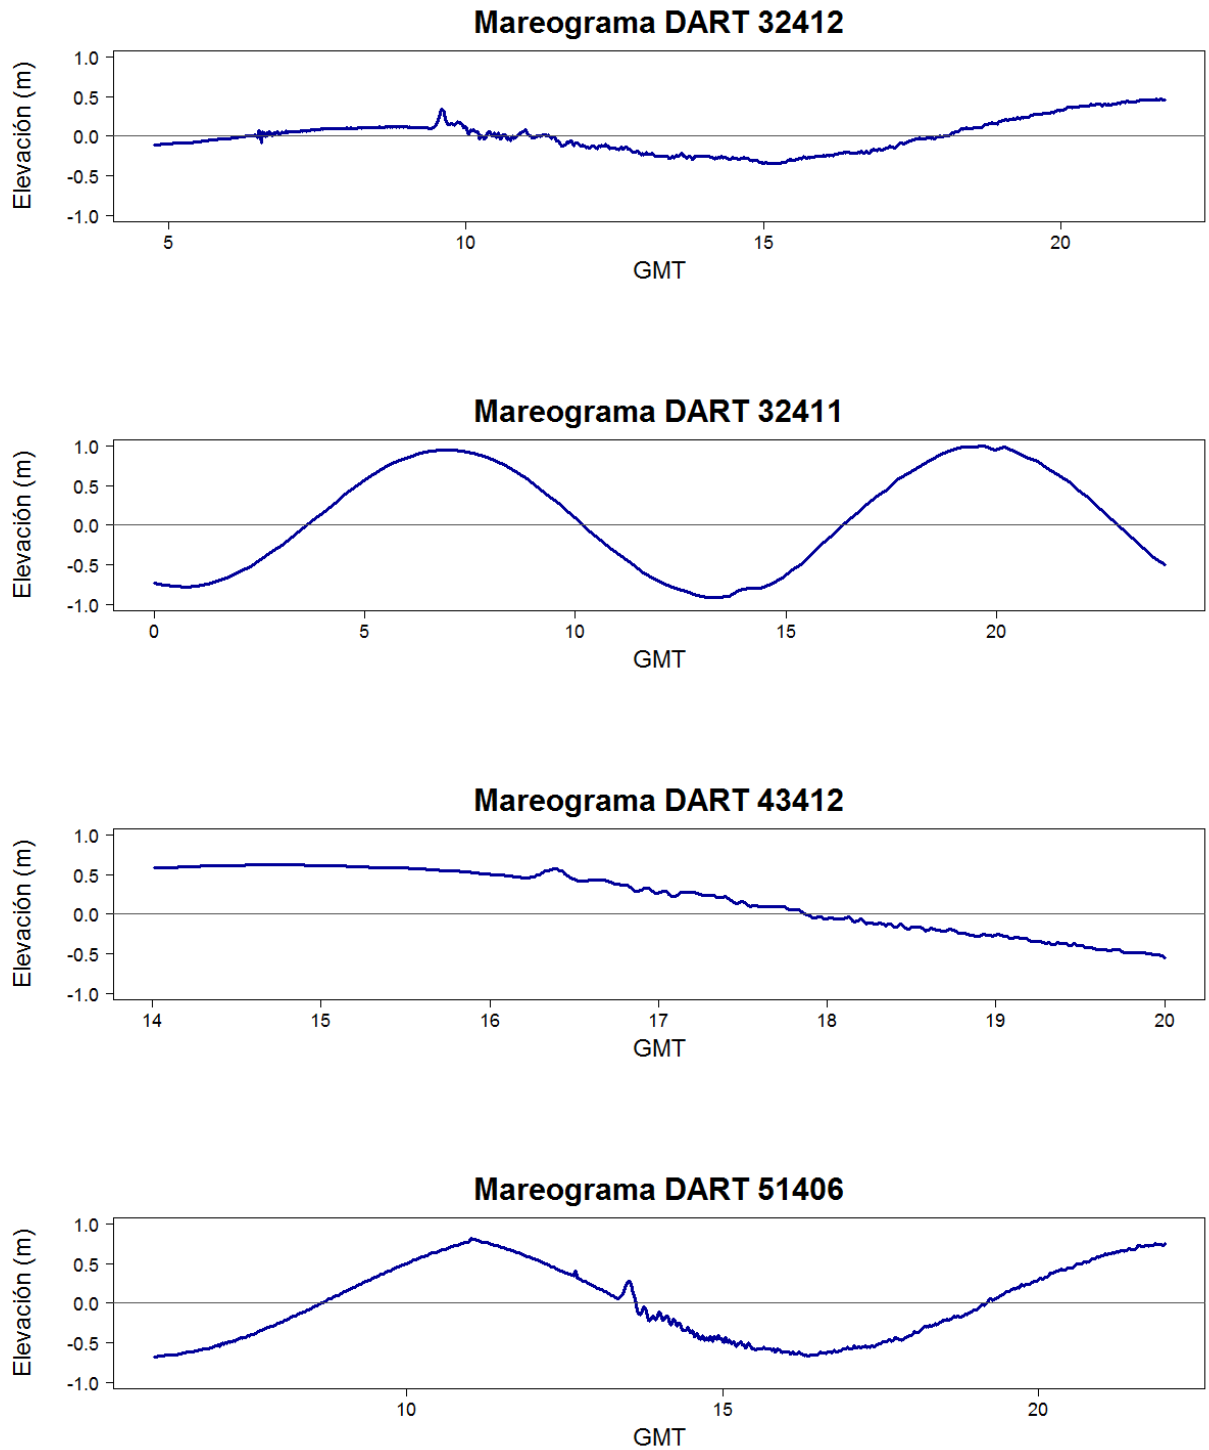 Mareograma DART 32412
Elevación (m)
1.0
0.5
0.0
-0.5
-1.0
5 10 15 20
GMT
Mareograma DART 32411
Elevación (m)
1.0
0.5
0.0
-0.5
-1.0
0 5 10 15 20
GMT
Mareograma DART 43412
Elevación (m)
1.0
0.5
0.0
-0.5
-1.0
14 15 16 17 18 19 20
GMT
Mareograma DART 51406
Elevación (m)
1.0
0.5
0.0
-0.5
-1.0
10 15 20
GMT